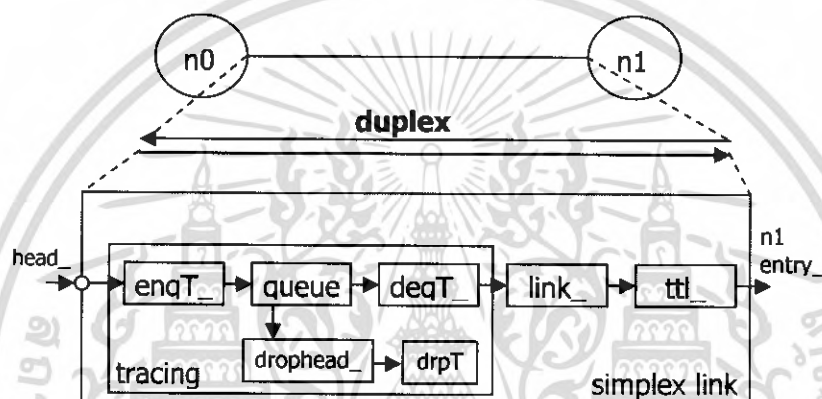 n0
n1
duplex
head_
n1
entry_
enqT_
queue
deqT_
link_
ttl_
drophead_
drpT
tracing
simplex link